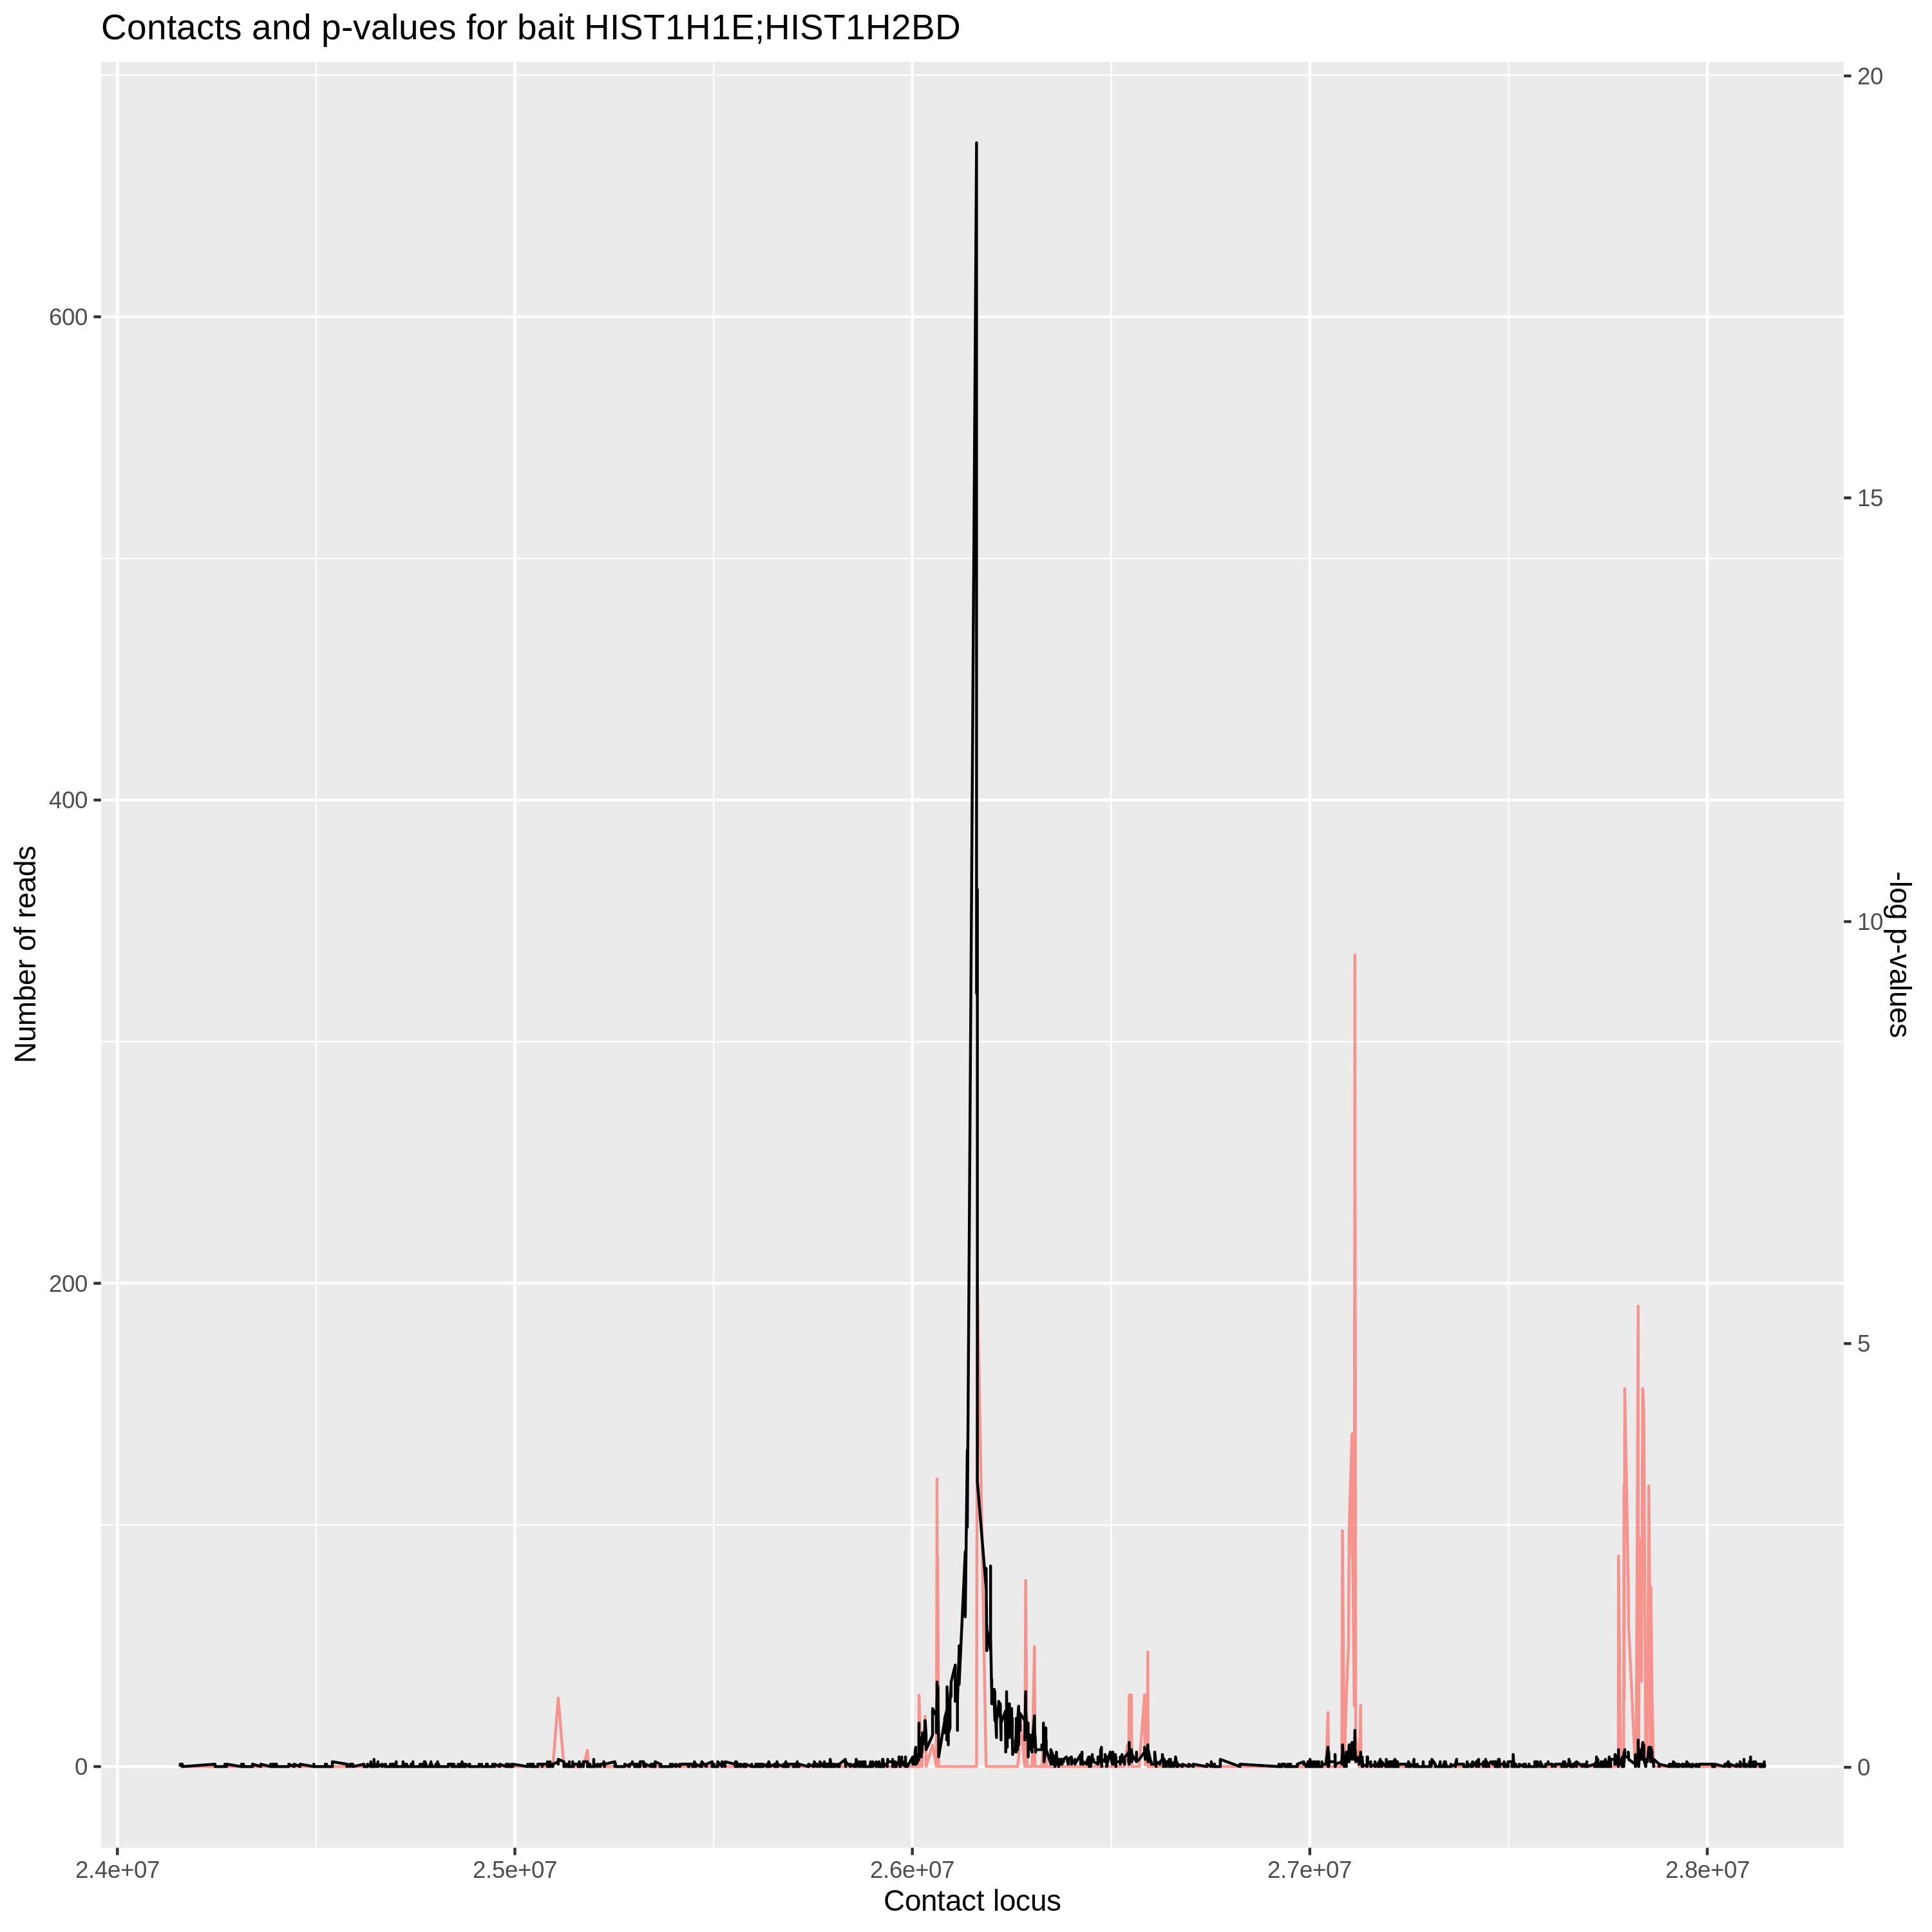 Contacts and p-values for bait HIST1H1E;HIST1H2BD
Number of reads
600
400
200
0
20
15
10
5
0
-log p-values
2.4e+07 2.5e+07 2.6e+07 2.7e+07 2.8e+07
Contact locus